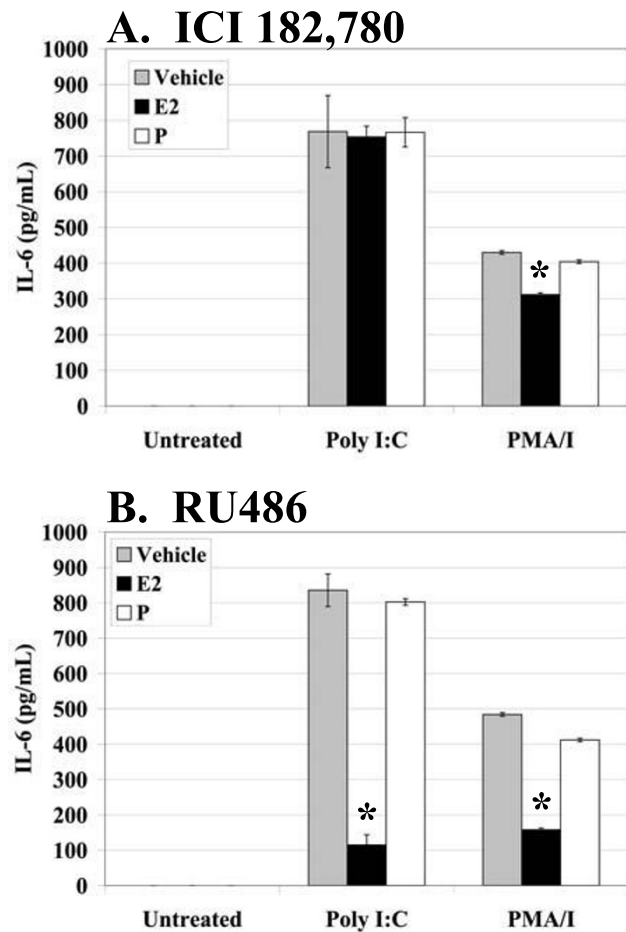 A. ICI 182,780
1000
900
800
700
600
500
400
300
200
100
0
IL-6 (pg/mL)
Vehicle
E2
P
*
Untreated Poly I:C PMA/I
B. RU486
1000
900
800
700
600
500
400
300
200
100
0
IL-6 (pg/mL)
Vehicle
E2
P
* *
Untreated Poly I:C PMA/I